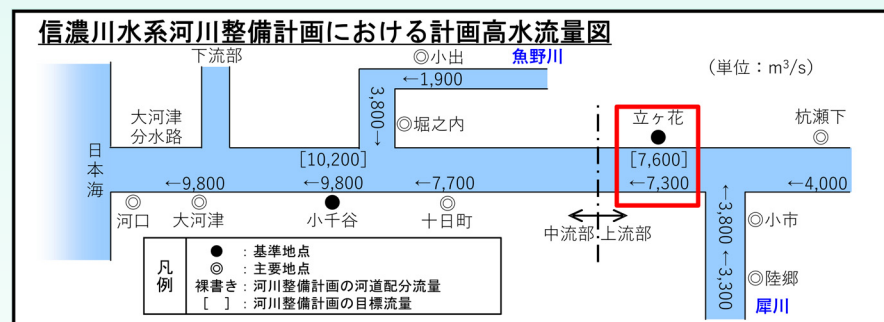 信濃川水系河川整備計画における計画高水流量図
下流部
◎小出
魚野川
(単位：m³/s)
←1,900
3,800→
◎堀之内
大河津
分水路
立ヶ花
●
杭瀬下
◎
日本海
[10,200]
[7,600]
←9,800
←9,800
←7,700
←7,300
←4,000
◎
河口
◎
大河津
●
小千谷
◎
十日町
中流部
上流部
←3,800
←3,300
◎小市
◎陸郷
犀川
凡例
●：基準地点
◎：主要地点
裸書き：河川整備計画の河道配分流量
[ ]：河川整備計画の目標流量